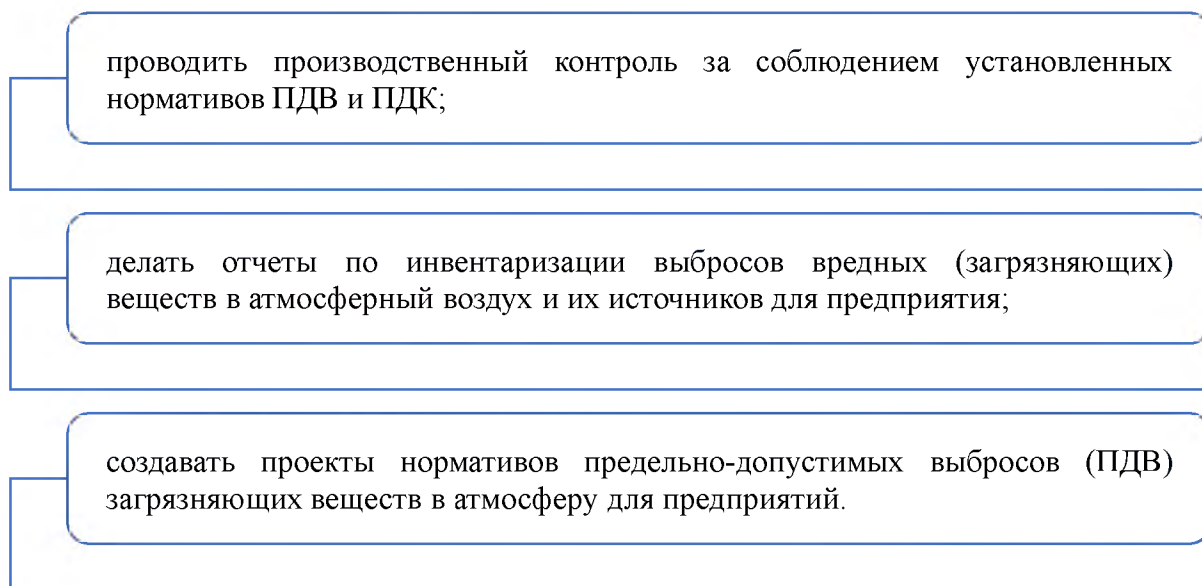 проводить производственный контроль за соблюдением установленных
нормативов ПДВ и ПДК;
делать отчеты по инвентаризации выбросов вредных (загрязняющих)
веществ в атмосферный воздух и их источников для предприятия;
создавать проекты нормативов предельно-допустимых выбросов (ПДВ)
загрязняющих веществ в атмосферу для предприятий.